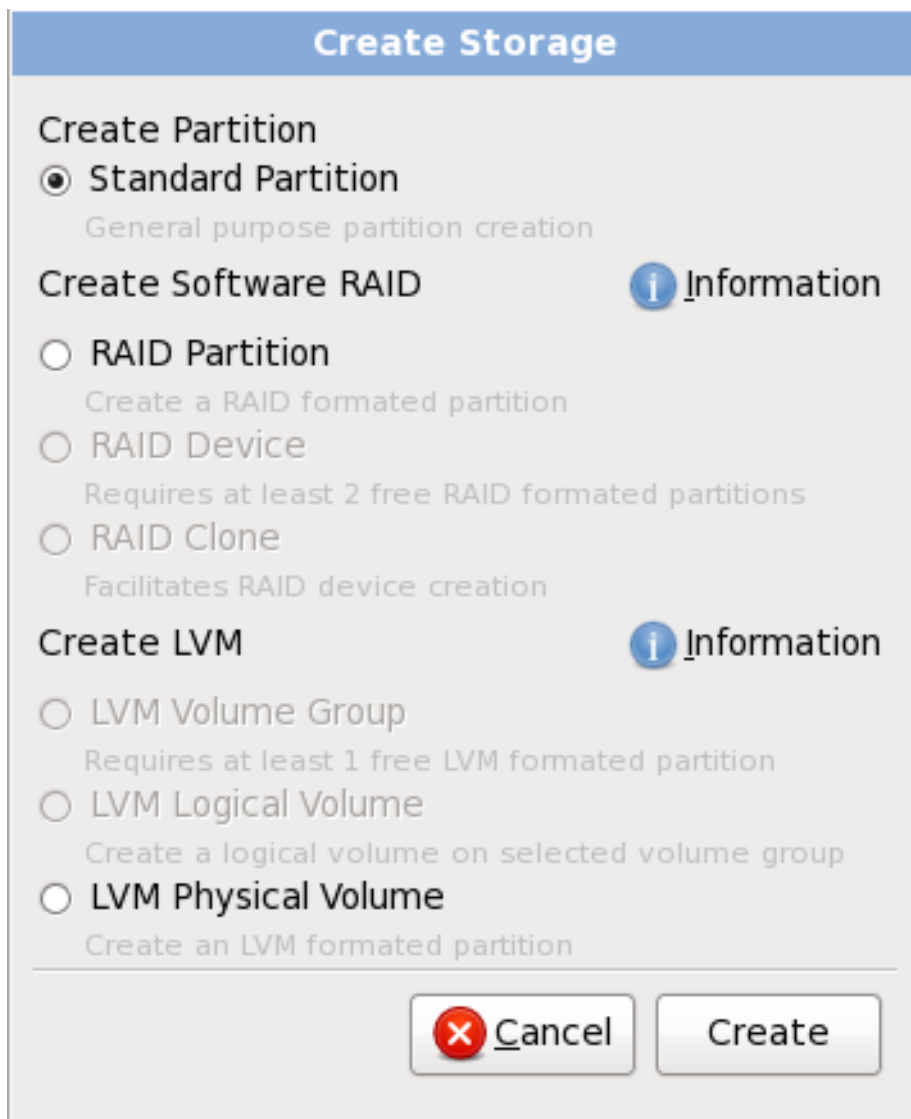 Create Storage
Create Partition
Standard Partition
General purpose partition creation
Create Software RAID
Information
RAID Partition
Create a RAID formated partition
RAID Device
Requires at least 2 free RAID formated partitions
RAID Clone
Facilitates RAID device creation
Create LVM
Information
LVM Volume Group
Requires at least 1 free LVM formated partition
LVM Logical Volume
Create a logical volume on selected volume group
LVM Physical Volume
Create an LVM formated partition
Cancel
Create